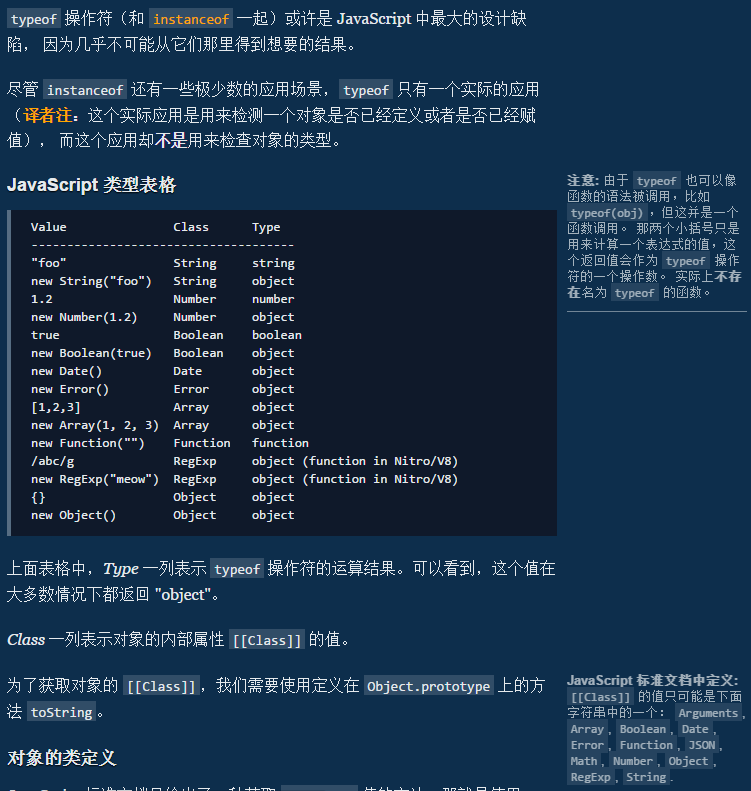 typeof 操作符（和 instanceof 一起）或许是 JavaScript 中最大的设计缺
陷， 因为几乎不可能从它们那里得到想要的结果。
尽管 instanceof 还有一些极少数的应用场景，typeof 只有一个实际的应用
（译者注：这个实际应用是用来检测一个对象是否已经定义或者是否已经赋
值）， 而这个应用却不是用来检查对象的类型。
JavaScript 类型表格
Value Class Type
-------------------------------------
"foo" String string
new String("foo") String object
1.2 Number number
new Number(1.2) Number object
true Boolean boolean
new Boolean(true) Boolean object
new Date() Date object
new Error() Error object
[1,2,3] Array object
new Array(1, 2, 3) Array object
new Function("") Function function
/abc/g RegExp object (function in Nitro/V8)
new RegExp("meow") RegExp object (function in Nitro/V8)
{} Object object
new Object() Object object
上面表格中，Type 一列表示 typeof 操作符的运算结果。可以看到，这个值在
大多数情况下都返回 "object"。
Class 一列表示对象的内部属性 [[Class]] 的值。
为了获取对象的 [[Class]]，我们需要使用定义在 Object.prototype 上的方
法 toString。
对象的类定义
注意: 由于 typeof 也可以像
函数的语法被调用，比如
typeof(obj)，但这并是一个
函数调用。 那两个小括号只是
用来计算一个表达式的值，这
个返回值会作为 typeof 操作
符的一个操作数。 实际上不存
在名为 typeof 的函数。
JavaScript 标准文档中定义:
[[Class]] 的值只可能是下面
字符串中的一个： Arguments,
Array, Boolean, Date,
Error, Function, JSON,
Math, Number, Object,
RegExp, String.